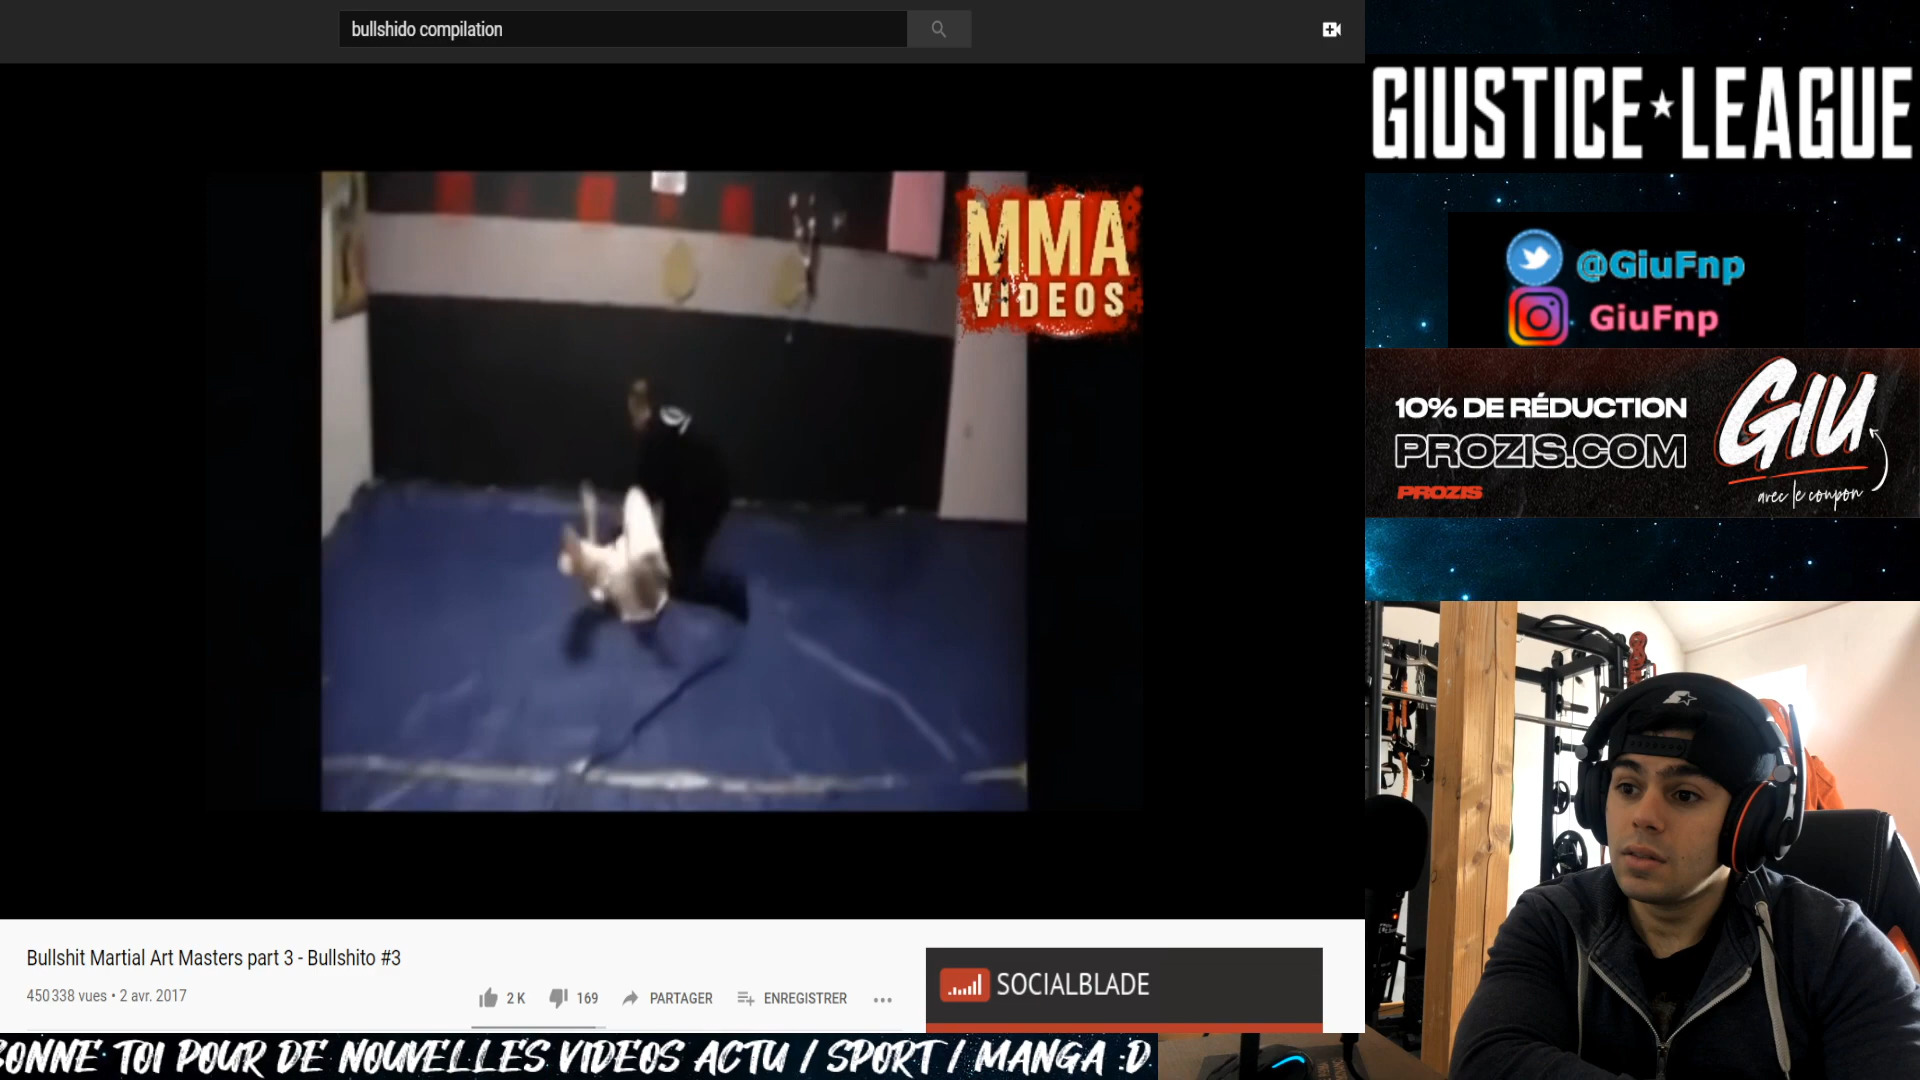 bullshido compilation
MMA
VIDEOS
Bullshit Martial Art Masters part 3 - Bullshito #3
450 338 vues • 2 avr. 2017
2 K
169
PARTAGER
ENREGISTRER
SOCIALBLADE
BONNE TOI POUR DE NOUVELLES VIDEOS ACTU / SPORT / MANGA :D
GIUSTICE★LEAGUE
@GiuFnp
GiuFnp
10% DE RÉDUCTION
PROZIS.COM
PROZIS
GIU
avec le coupon